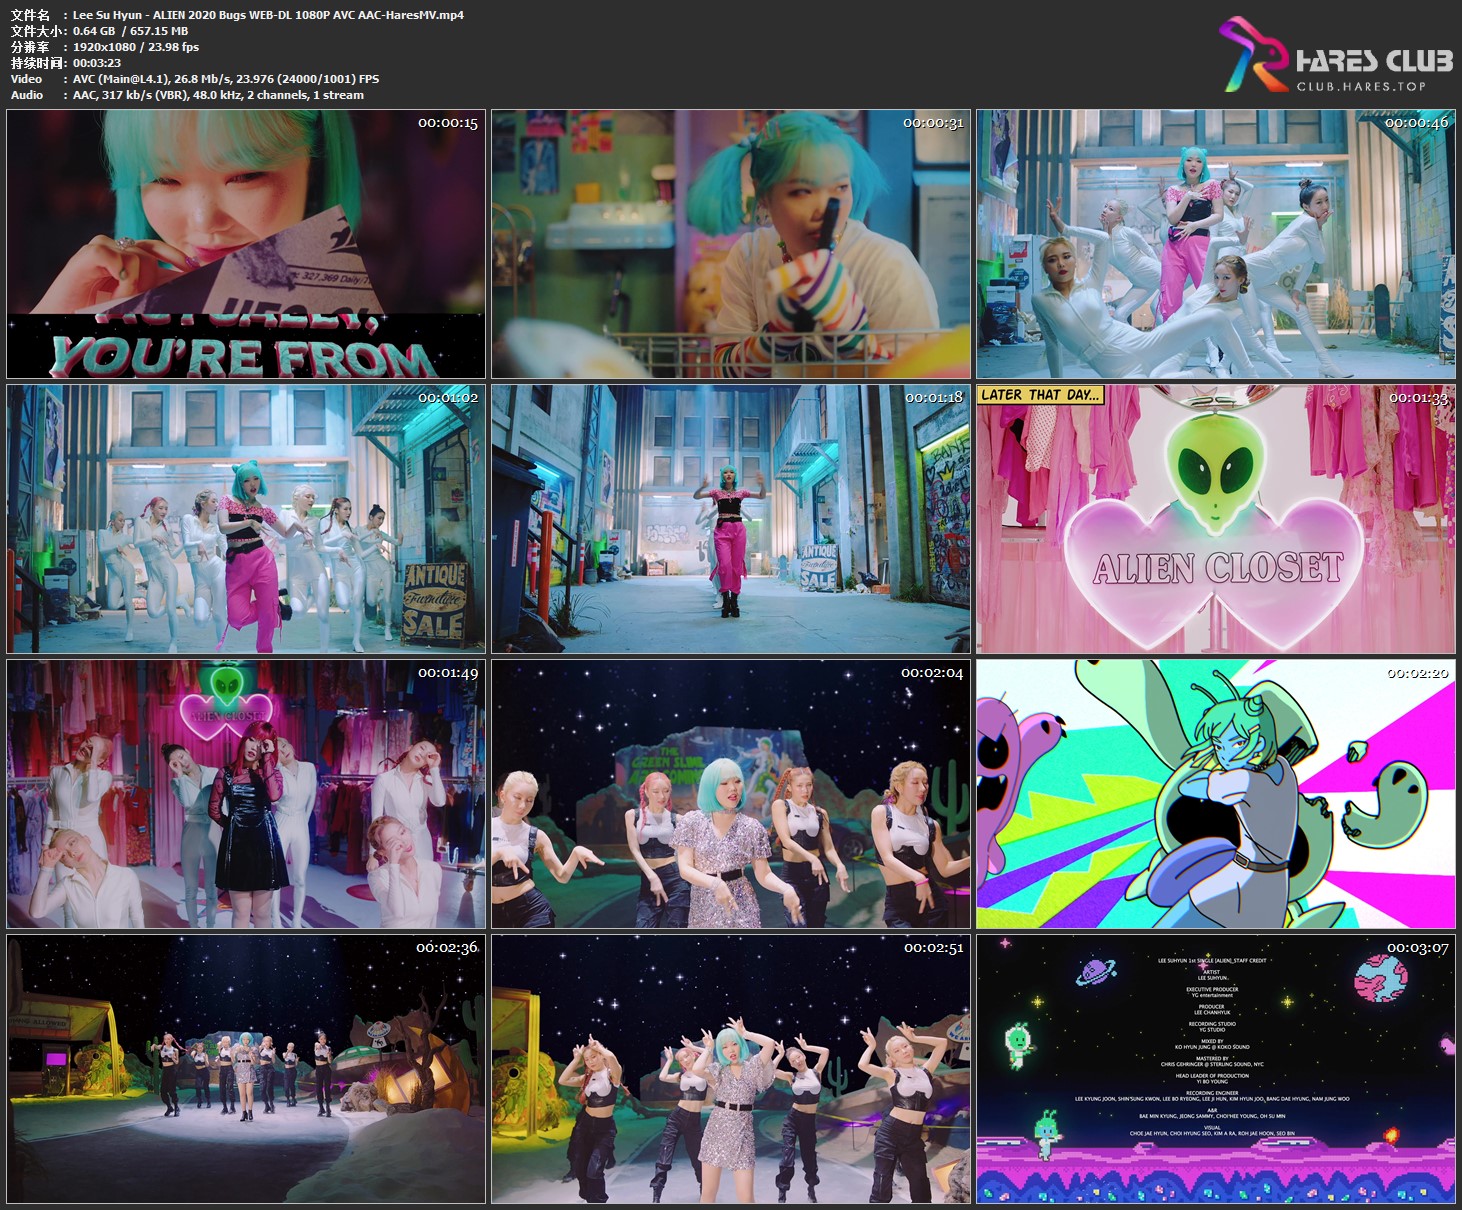 文件名 : Lee Su Hyun - ALIEN 2020 Bugs WEB-DL 1080P AVC AAC-HaresMV.mp4
文件大小: 0.64 GB / 657.15 MB
分辨率 : 1920x1080 / 23.98 fps
持续时间: 00:03:23
Video : AVC (Main@L4.1), 26.8 Mb/s, 23.976 (24000/1001) FPS
Audio : AAC, 317 kb/s (VBR), 48.0 kHz, 2 channels, 1 stream
HARES CLUB
CLUB.HARES.TOP
00:00:15
327,369 Daily
ACTUALLY,
YOU'RE FROM
00:00:31
00:00:46
00:01:02
ANTIQUE
Furniture
SALE
00:01:18
ANTIQUE
Furniture
SALE
LATER THAT DAY...
00:01:33
ALIEN CLOSET
00:01:49
ALIEN CLOSET
00:02:04
THE
GREEN SLIME
00:02:20
00:02:36
ALLOWED
00:02:51
00:03:07
LEE SUHYUN 1st SINGLE [ALIEN] STAFF CREDIT
ARTIST
LEE SUHYUN
EXECUTIVE PRODUCER
YG entertainment
PRODUCER
LEE CHANHYUK
RECORDING STUDIO
YG STUDIO
MIXED BY
KO HYUN JUNG @ KOKO SOUND
MASTERED BY
CHRIS GEHRINGER @ STERLING SOUND, NYC
HEAD LEADER OF PRODUCTION
YI BO YOUNG
RECORDING ENGINEER
LEE KYUNG JOON, SHIN SUNG KWON, LEE BO RYEONG, LEE JI HUN, KIM HYUN JOO, BANG DAE HYUNG, NAM JUNG WOO
A&R
BAE MIN KYUNG, JEONG SAMMY, CHOI HEE YOUNG, OH SU MIN
VISUAL
CHOE JAE HYUN, CHOI HYUNG SEO, KIM A RA, ROH JAE HOON, SEO BIN